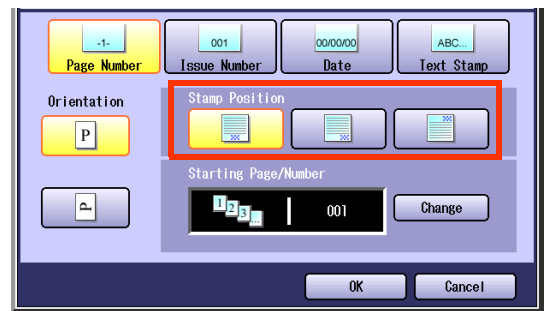 -1-
Page Number
001
Issue Number
00/00/00
Date
ABC...
Text Stamp
Orientation
P
P
Stamp Position
Starting Page/Number
1 2 3 ...
001
Change
OK
Cancel